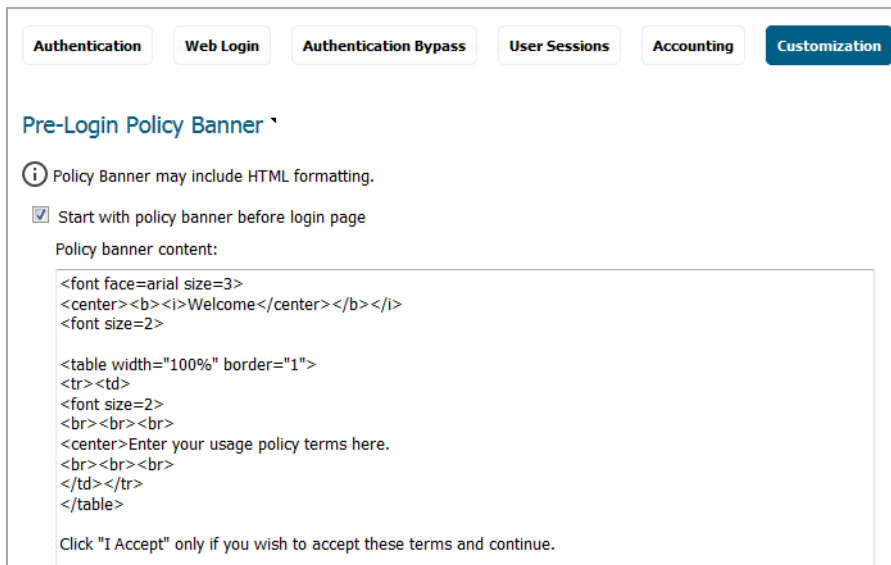 Authentication Web Login Authentication Bypass User Sessions Accounting Customization
Pre-Login Policy Banner
Policy Banner may include HTML formatting.
Start with policy banner before login page
Policy banner content:
<font face=arial size=3>
<center><b><i>Welcome</center></b></i>
<font size=2>
<table width="100%" border="1">
<tr><td>
<font size=2>
<br><br><br>
<center>Enter your usage policy terms here.
<br><br><br>
</td></tr>
</table>
Click "I Accept" only if you wish to accept these terms and continue.